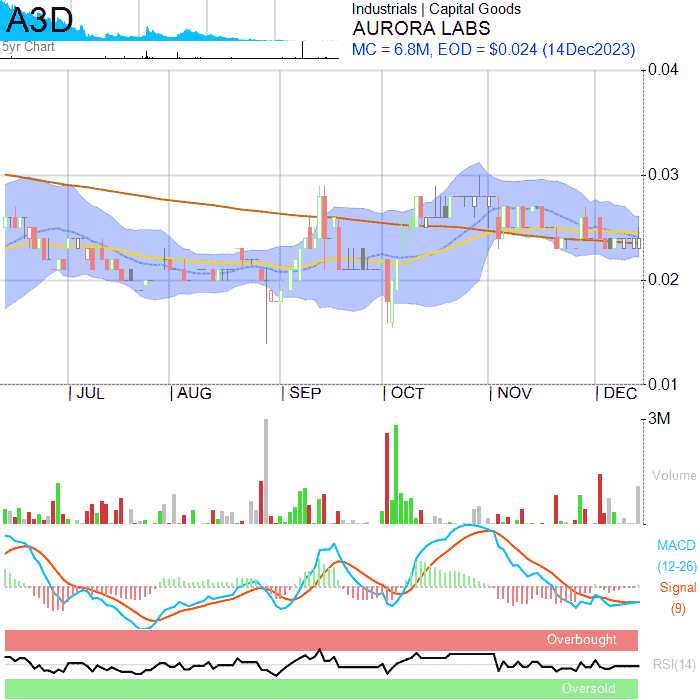 A3D
5yr Chart
Industrials | Capital Goods
AURORA LABS
MC = 6.8M, EOD = $0.024 (14Dec2023)
0.04
0.03
0.02
0.01
JUL
AUG
SEP
OCT
NOV
DEC
3M
Volume
MACD
(12-26)
Signal
(9)
Overbought
RSI(14)
Oversold